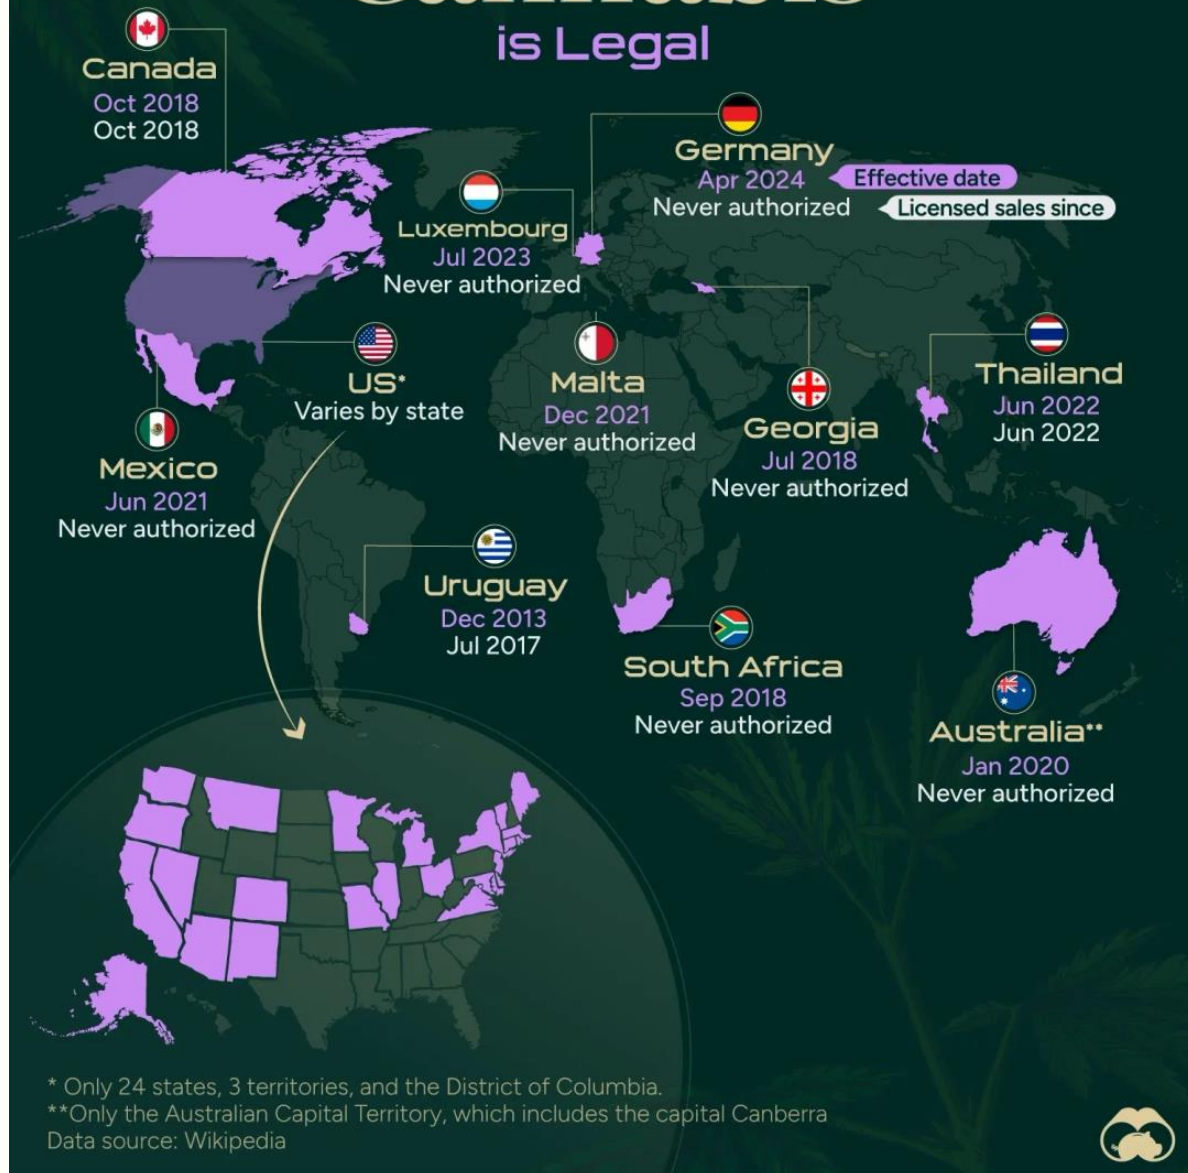 is Legal
Canada
Oct 2018
Oct 2018
Germany
Apr 2024
Effective date
Never authorized
Licensed sales since
Luxembourg
Jul 2023
Never authorized
US*
Varies by state
Malta
Dec 2021
Never authorized
Georgia
Jul 2018
Never authorized
Thailand
Jun 2022
Jun 2022
Mexico
Jun 2021
Never authorized
Uruguay
Dec 2013
Jul 2017
South Africa
Sep 2018
Never authorized
Australia**
Jan 2020
Never authorized
* Only 24 states, 3 territories, and the District of Columbia.
**Only the Australian Capital Territory, which includes the capital Canberra
Data source: Wikipedia